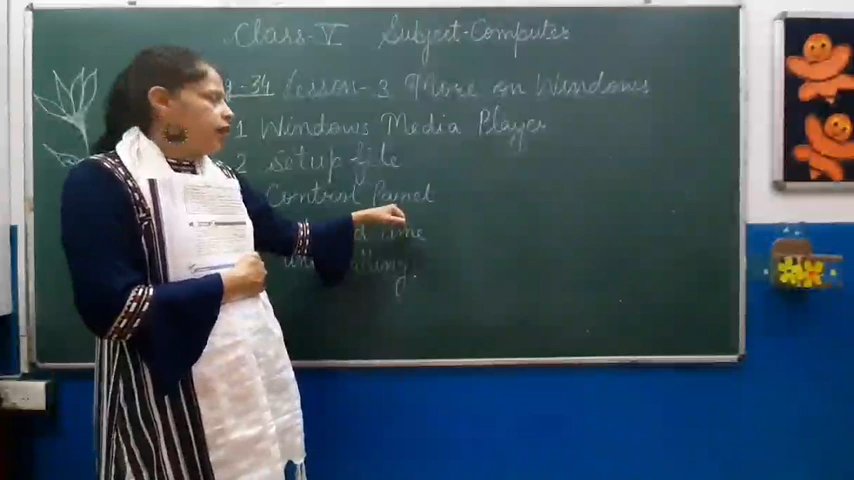 Class-V Subject-Computer
-34 Lesson-3 More on Windows
1 Windows Media Player
2 Setup file
Control Panel
time